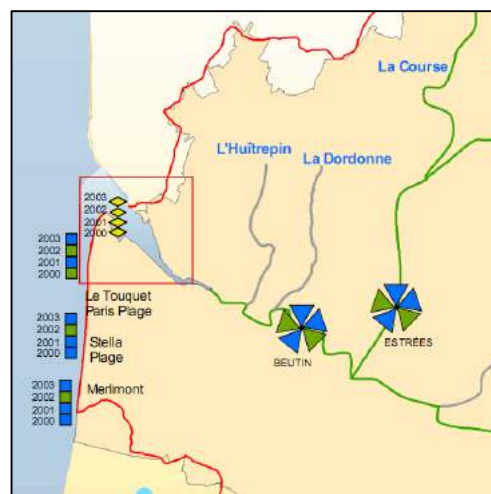 La Course
L'Huîtrepin
La Dordonne
2003
2002
2001
2000
2003
2002
2001
2000
Le Touquet
Paris Plage
2003
2002
2001
2000
Stella
Plage
BEUTIN
ESTRÉES
2003
2002
2001
2000
Merlimont